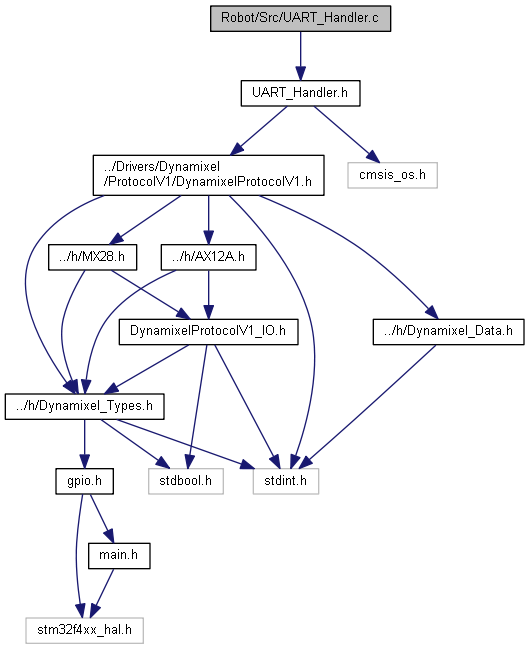 Robot/Src/UART_Handler.c
UART_Handler.h
../Drivers/Dynamixel
/ProtocolV1/DynamixelProtocolV1.h
cmsis_os.h
../h/MX28.h
../h/AX12A.h
DynamixelProtocolV1_IO.h
../h/Dynamixel_Data.h
../h/Dynamixel_Types.h
gpio.h
stdbool.h
stdint.h
main.h
stm32f4xx_hal.h